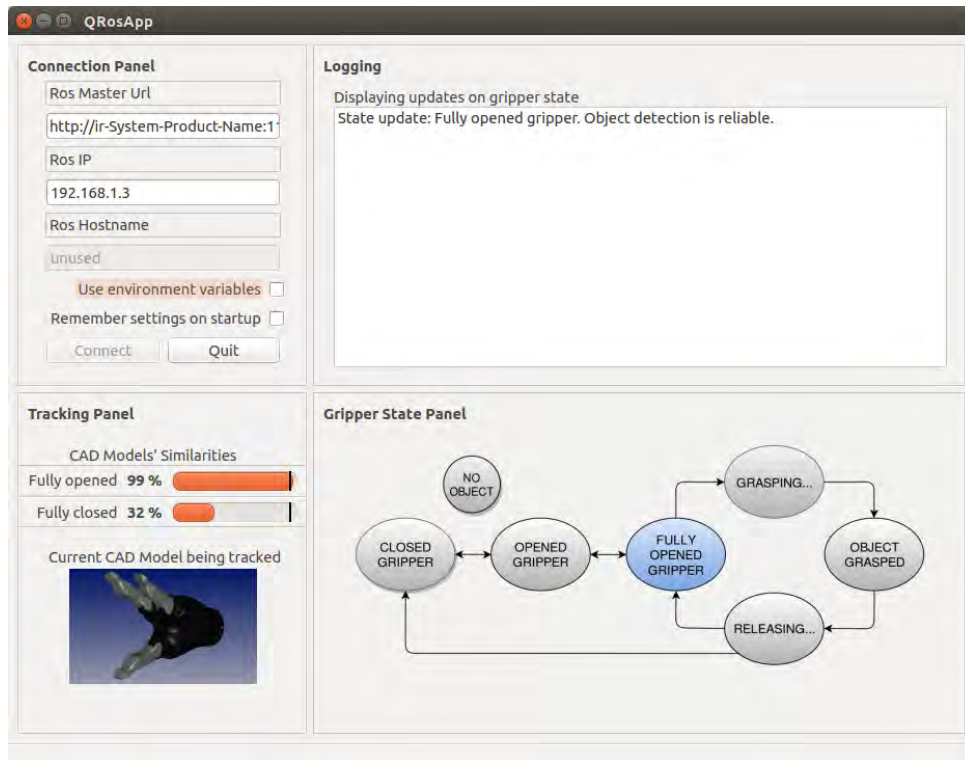 QRosApp
Connection Panel
Ros Master Url
http://ir-System-Product-Name:11
Ros IP
192.168.1.3
Ros Hostname
unused
Use environment variables
Remember settings on startup
Connect
Quit
Logging
Displaying updates on gripper state
State update: Fully opened gripper. Object detection is reliable.
Tracking Panel
CAD Models' Similarities
Fully opened 99 %
Fully closed 32 %
Current CAD Model being tracked
Gripper State Panel
NO
OBJECT
CLOSED
GRIPPER
OPENED
GRIPPER
FULLY
OPENED
GRIPPER
GRASPING...
OBJECT
GRASPED
RELEASING...